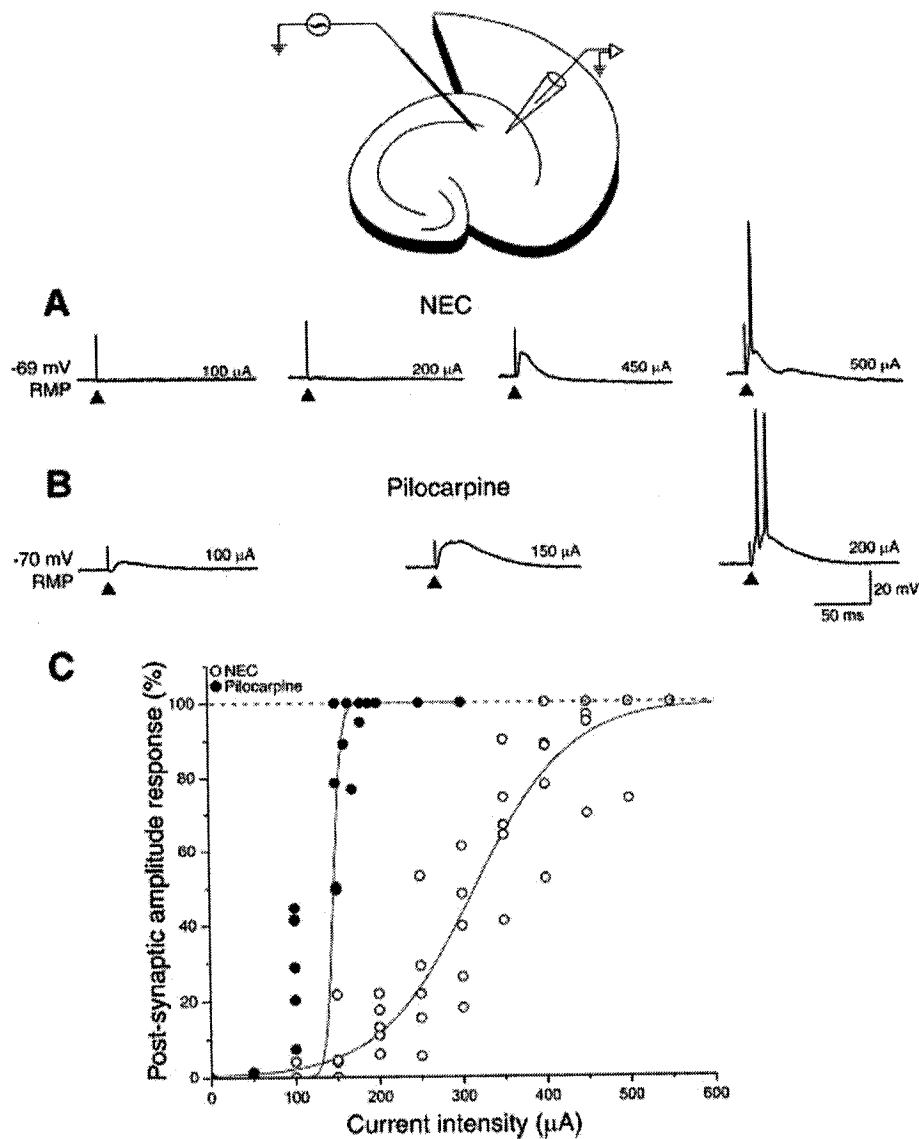 A
NEC
-69 mV
RMP
100 μA
200 μA
450 μA
500 μA
B
Pilocarpine
-70 mV
RMP
100 μA
150 μA
200 μA
20 mV
50 ms
C
○ NEC
● Pilocarpine
Post-synaptic amplitude response (%)
100
80
60
40
20
0
0 100 200 300 400 500 600
Current intensity (μA)